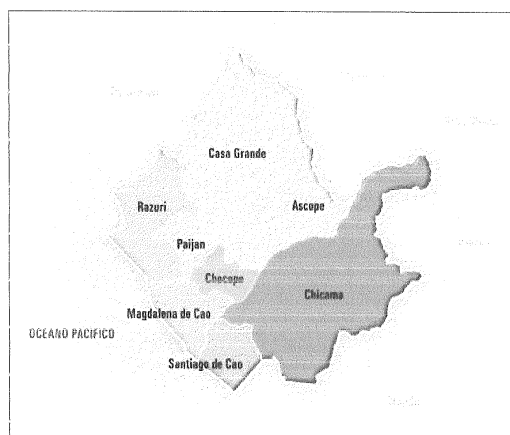 Casa Grande
Razuri
Ascope
Paijan
Chocope
Chicama
Magdalena de Cao
OCEANO PACIFICO
Santiago de Cao